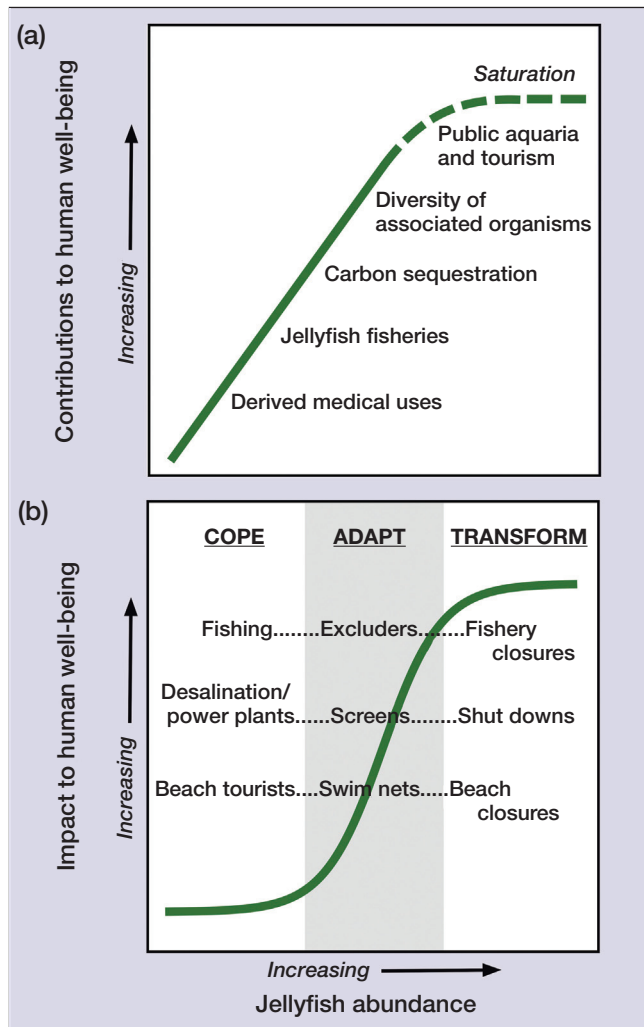 (a)
Contributions to human well-being
Increasing
Saturation
Public aquaria
and tourism
Diversity of
associated organisms
Carbon sequestration
Jellyfish fisheries
Derived medical uses
(b)
Impact to human well-being
Increasing
COPE ADAPT TRANSFORM
Fishing........Excluders.......Fishery
closures
Desalination/
power plants......Screens........Shut downs
Beach tourists....Swim nets.....Beach
closures
Increasing
Jellyfish abundance